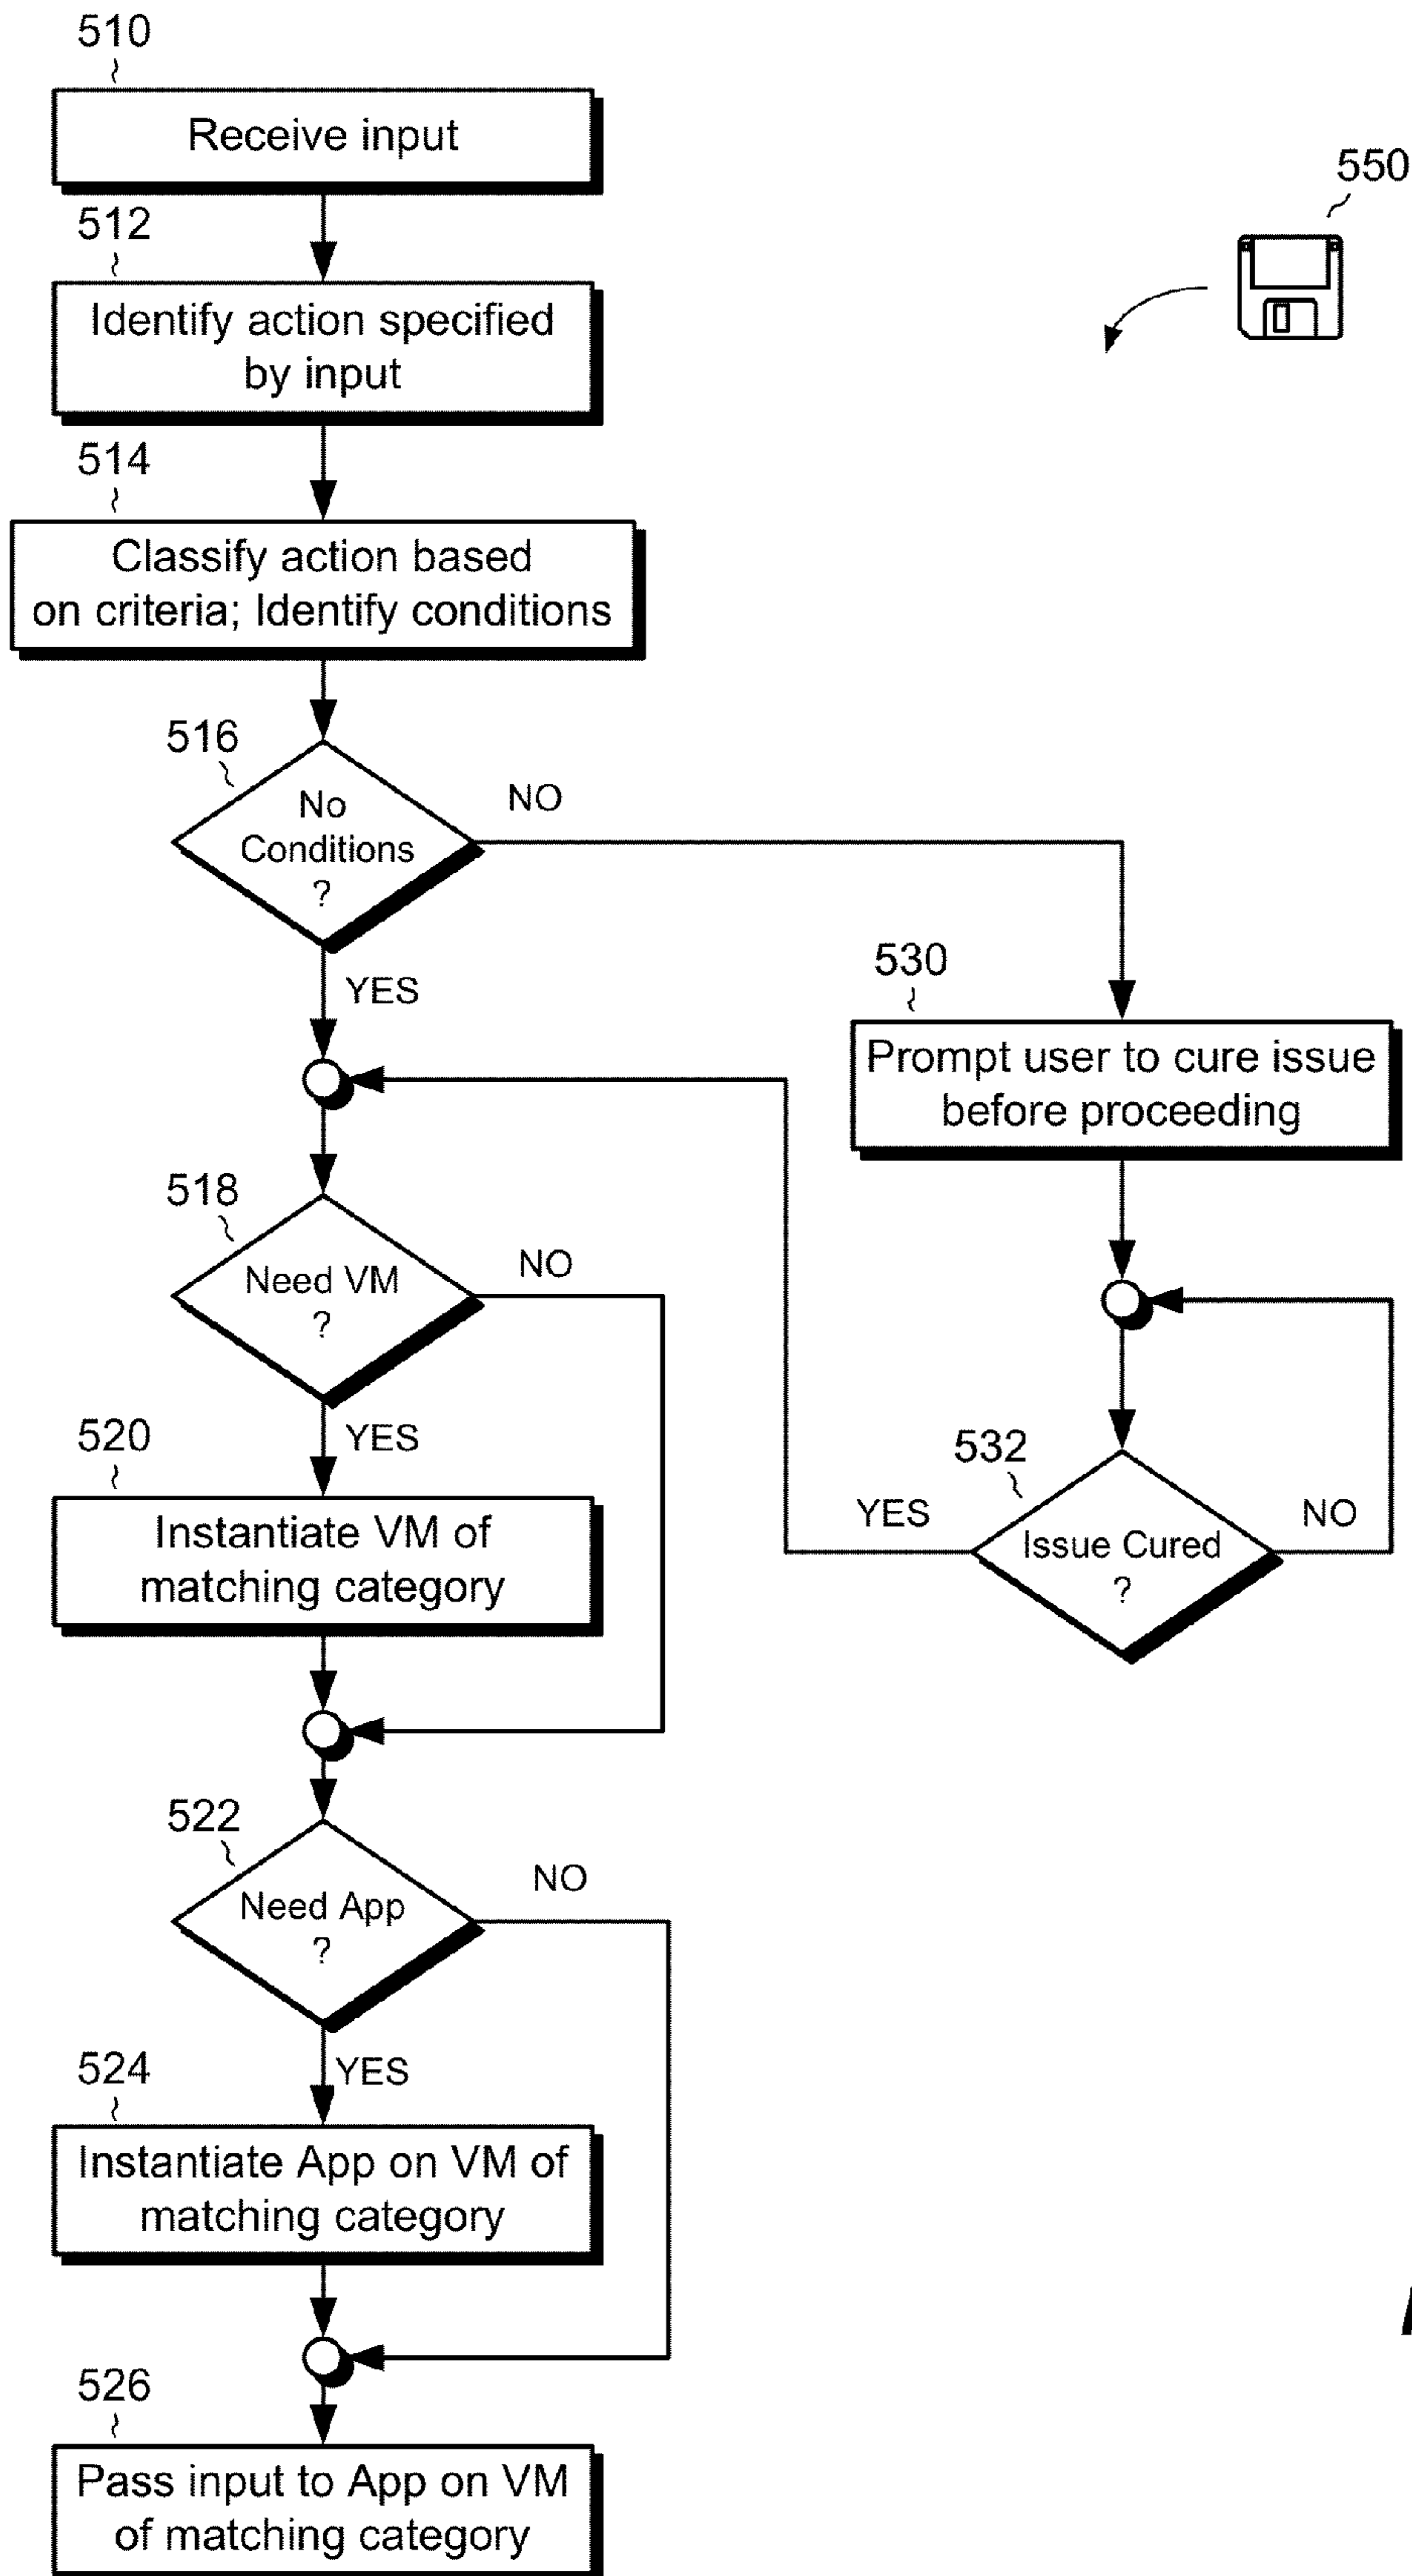 510
Receive input
550
512
Identify action specified
by input
514
Classify action based
on criteria; Identify conditions
516
No
Conditions
?
NO
YES
530
Prompt user to cure issue
before proceeding
518
Need VM
?
NO
YES
532
Issue Cured
?
YES
NO
520
Instantiate VM of
matching category
522
Need App
?
NO
YES
524
Instantiate App on VM of
matching category
526
Pass input to App on VM
of matching category